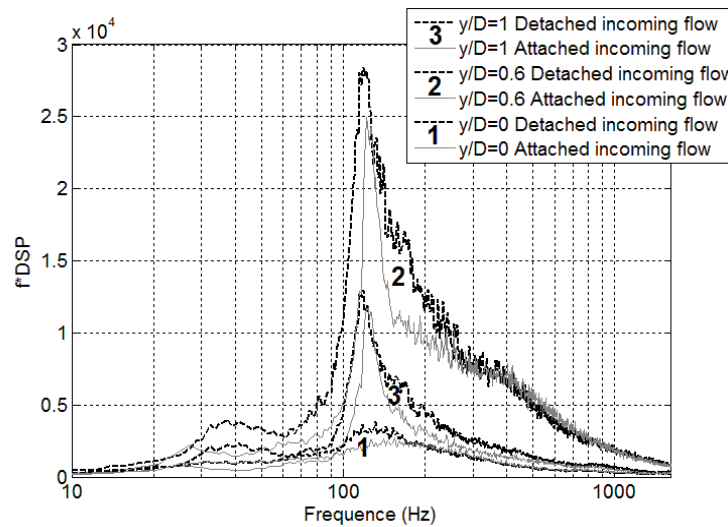 x 10^4
3
2.5
2
1.5
1
0.5
0
f*DSP
10
100
1000
Frequence (Hz)
3
y/D=1 Detached incoming flow
y/D=1 Attached incoming flow
2
y/D=0.6 Detached incoming flow
y/D=0.6 Attached incoming flow
1
y/D=0 Detached incoming flow
y/D=0 Attached incoming flow
2
3
1